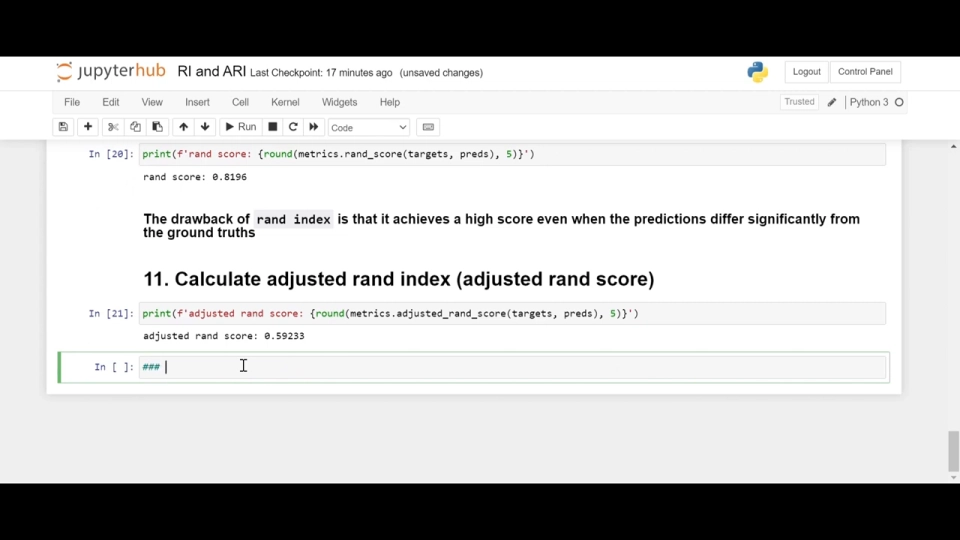 jupyterhub RI and ARI Last Checkpoint: 17 minutes ago (unsaved changes) Logout Control Panel
File Edit View Insert Cell Kernel Widgets Help Trusted Python 3
Run Code
In [20]: print(f'rand score: {round(metrics.rand_score(targets, preds), 5)}')
rand score: 0.8196
The drawback of rand index is that it achieves a high score even when the predictions differ significantly from
the ground truths
11. Calculate adjusted rand index (adjusted rand score)
In [21]: print(f'adjusted rand score: {round(metrics.adjusted_rand_score(targets, preds), 5)}')
adjusted rand score: 0.59233
In [ ]: ###